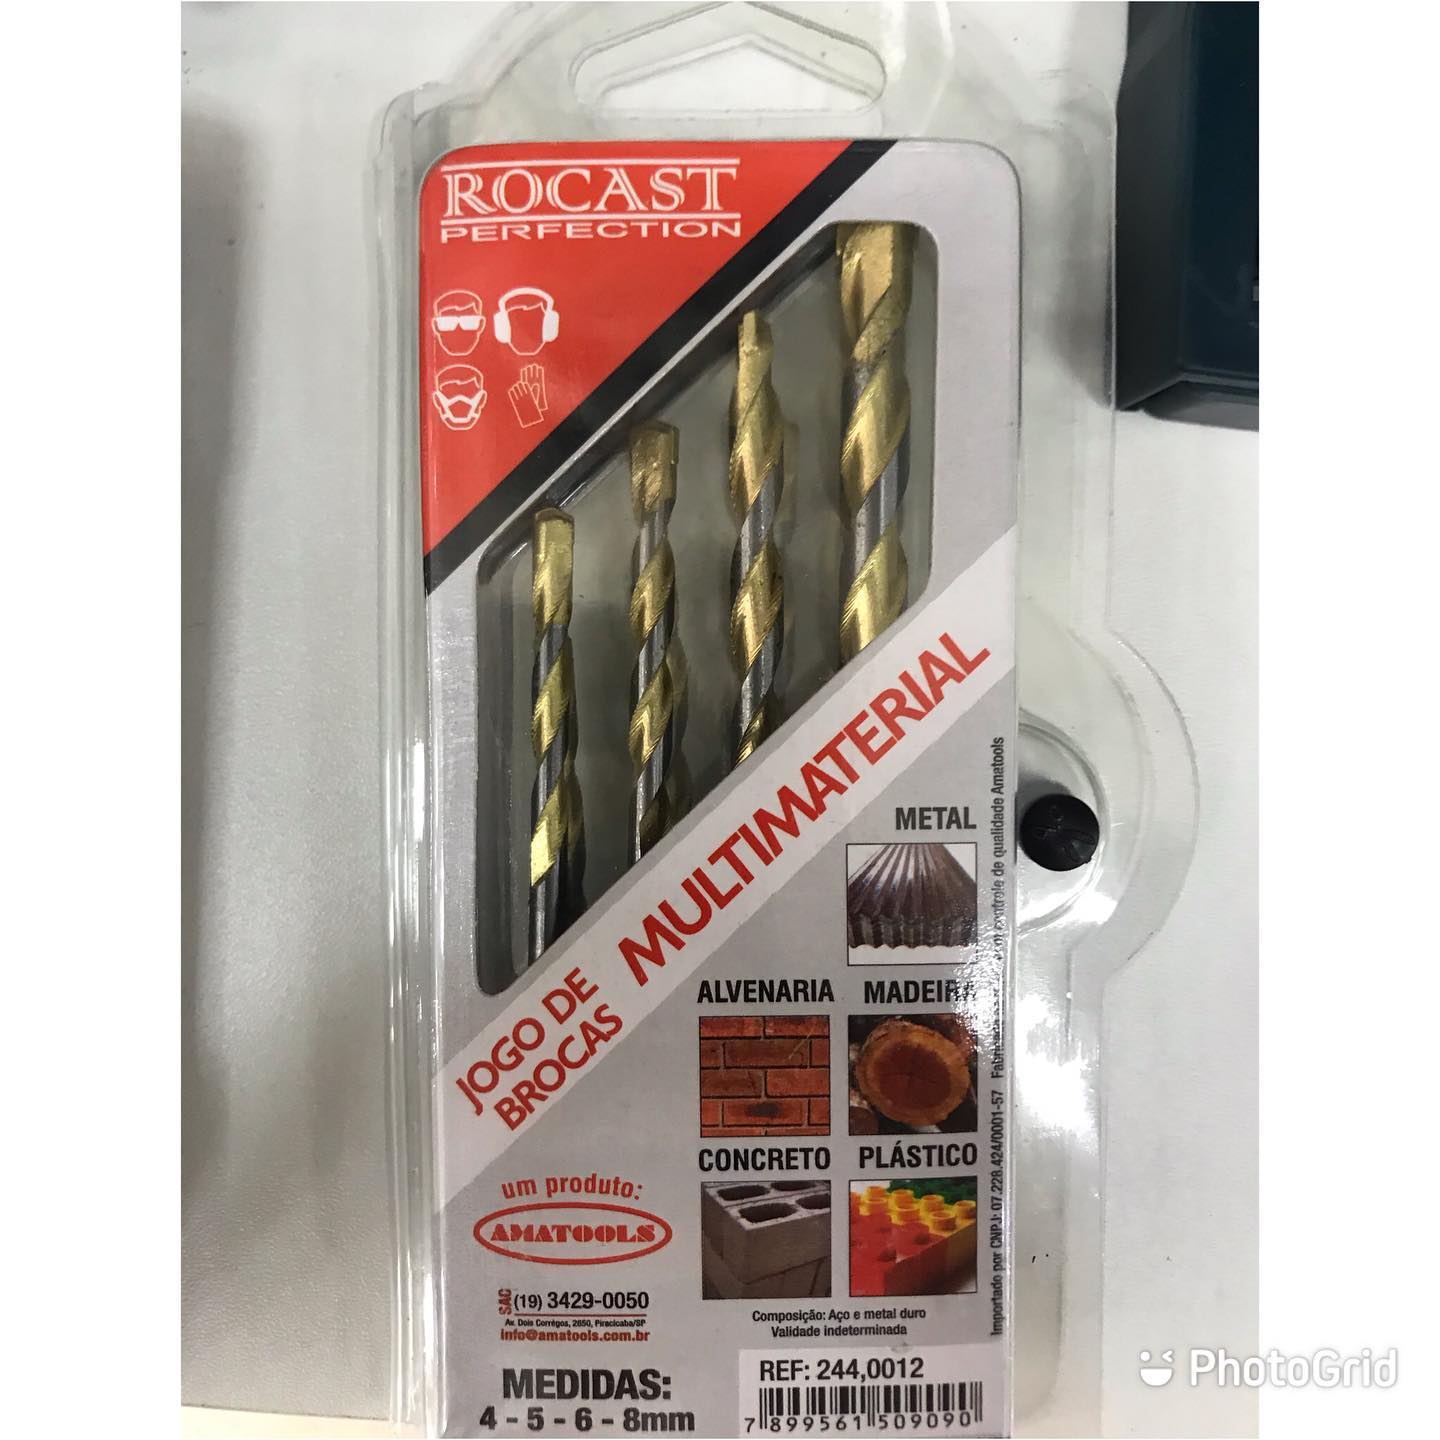 ROCAST
PERFECTION
JOGO DE
BROCAS
MULTIMATERIAL
METAL
ALVENARIA
MADEIRA
CONCRETO
PLÁSTICO
um produto:
AMATOOLS
SAC
(19) 3429-0050
Av. Dois Corrégos, 2650, Piracicaba/SP
info@amatools.com.br
Composição: Aço e metal duro
Validade indeterminada
MEDIDAS:
4 - 5 - 6 - 8mm
REF: 244,0012
7 899561 509090
Importado por CNPJ: 07.228.424/0001-57 controle de qualidade Amatools
PhotoGrid